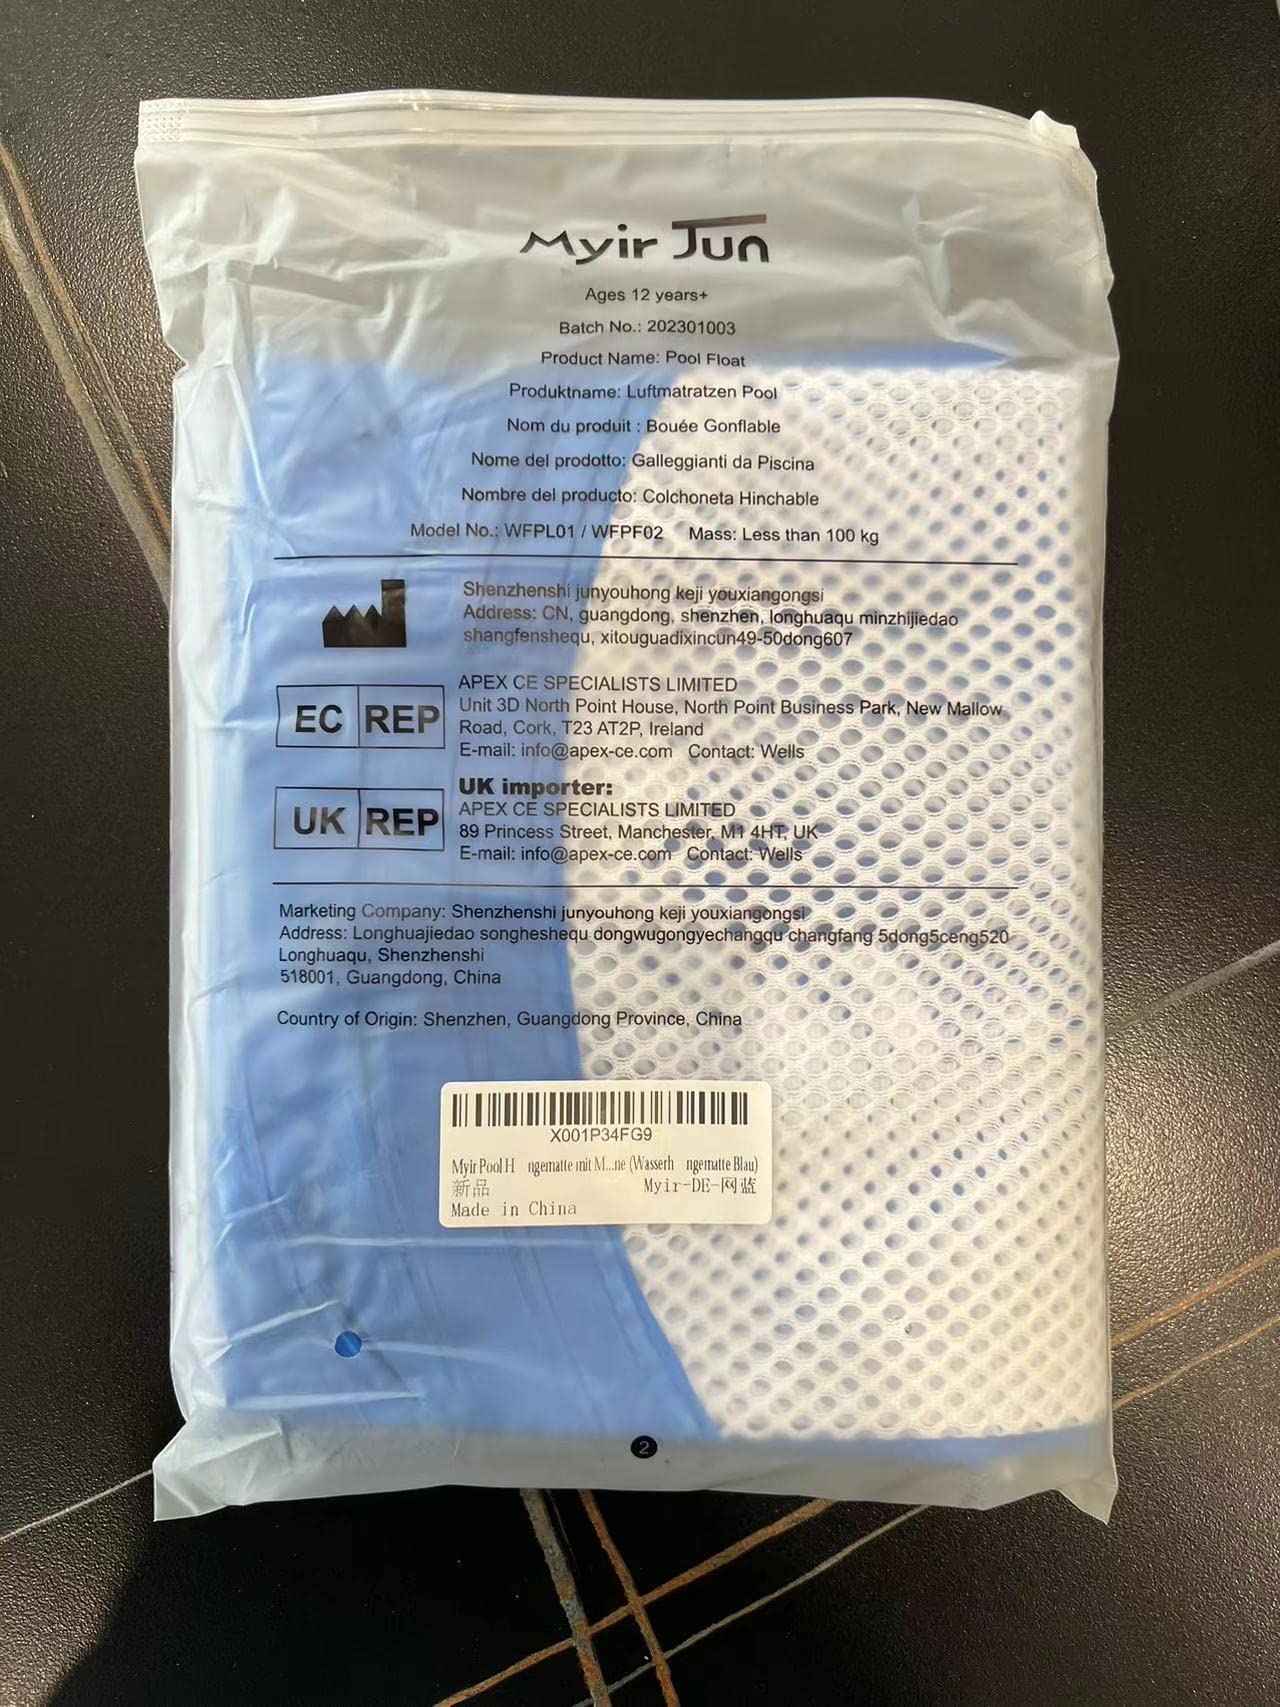 Myir Jun
Ages 12 years+
Batch No.: 202301003
Product Name: Pool Float
Produktname: Luftmatratzen Pool
Nom du produit : Bouée Gonflable
Nome del prodotto: Galleggianti da Piscina
Nombre del producto: Colchoneta Hinchable
Model No.: WFPL01 / WFPF02 Mass: Less than 100 kg
Shenzhenshi junyouhong keji youxiangongsi
Address: CN, guangdong, shenzhen, longhuaqu minzhijiedao
shangfenshequ, xitouguadixincun49-50dong607
EC REP
APEX CE SPECIALISTS LIMITED
Unit 3D North Point House, North Point Business Park, New Mallow
Road, Cork, T23 AT2P, Ireland
E-mail: info@apex-ce.com Contact: Wells
UK REP
UK importer:
APEX CE SPECIALISTS LIMITED
89 Princess Street, Manchester, M1 4HT, UK
E-mail: info@apex-ce.com Contact: Wells
Marketing Company: Shenzhenshi junyouhong keji youxiangongsi
Address: Longhuajiedao songheshequ dongwugongyechangqu changfang 5dong5ceng520
Longhuaqu, Shenzhenshi
518001, Guangdong, China
Country of Origin: Shenzhen, Guangdong Province, China
X001P34FG9
Myir Pool H ngematte mit M...ne (Wasserh ngematte Blau)
新品 Myir-DE-网蓝
Made in China
2